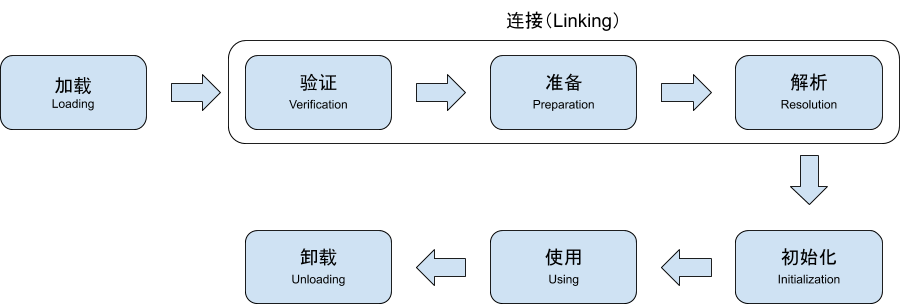 连接(Linking)
加载
Loading
验证
Verification
准备
Preparation
解析
Resolution
初始化
Initialization
使用
Using
卸载
Unloading